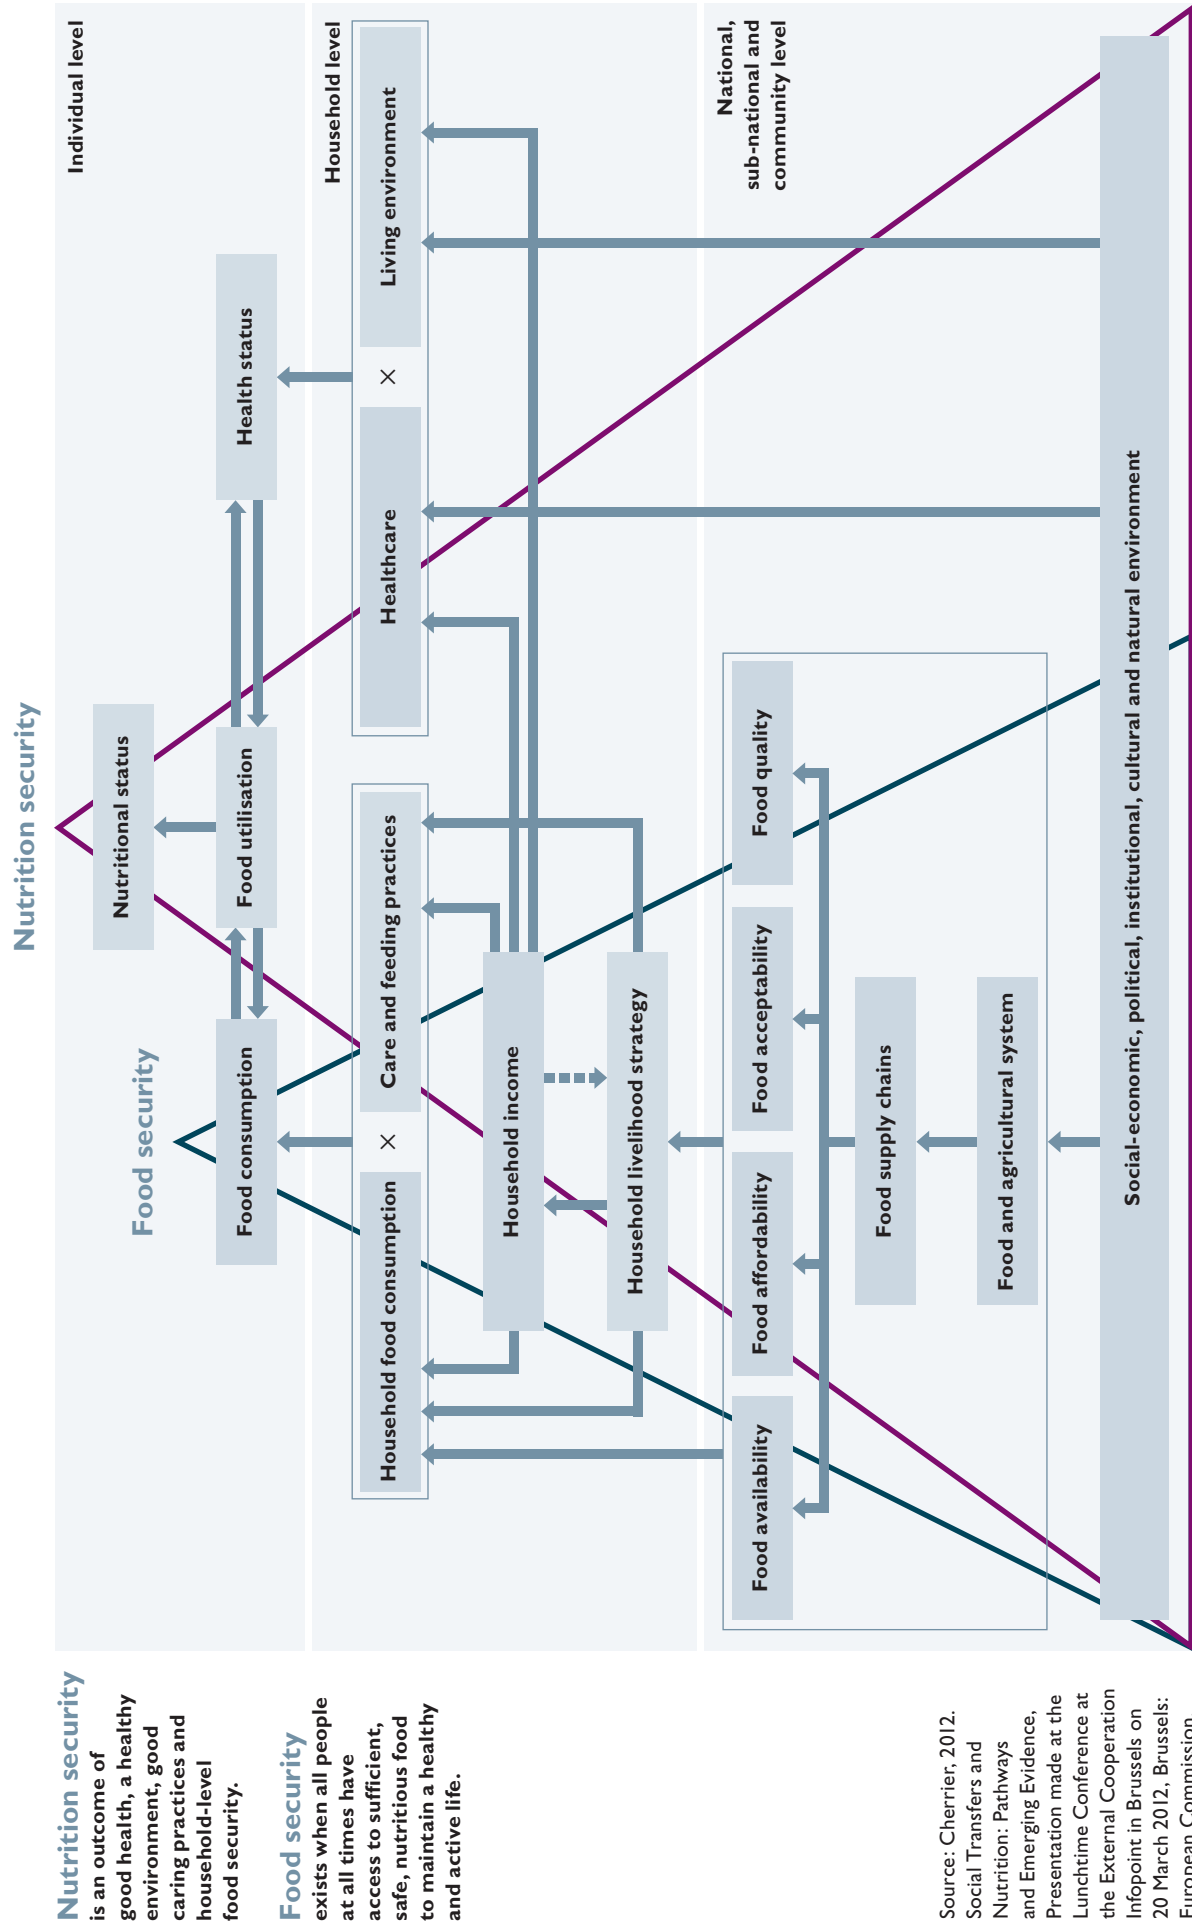 Nutrition security
is an outcome of
good health, a healthy
environment, good
caring practices and
household-level
food security.
Food security
exists when all people
at all times have
access to sufficient,
safe, nutritious food
to maintain a healthy
and active life.
Source: Cherrier, 2012.
Social Transfers and
Nutrition: Pathways
and Emerging Evidence,
Presentation made at the
Lunchtime Conference at
the External Cooperation
Infopoint in Brussels on
20 March 2012, Brussels:
European Commission
Nutrition security
Food security
Individual level
Nutritional status
Food consumption
Food utilisation
Health status
Household level
Household food consumption
×
Care and feeding practices
Healthcare
×
Living environment
Household income
Household livelihood strategy
National,
sub-national and
community level
Food availability
Food affordability
Food acceptability
Food quality
Food supply chains
Food and agricultural system
Social-economic, political, institutional, cultural and natural environment